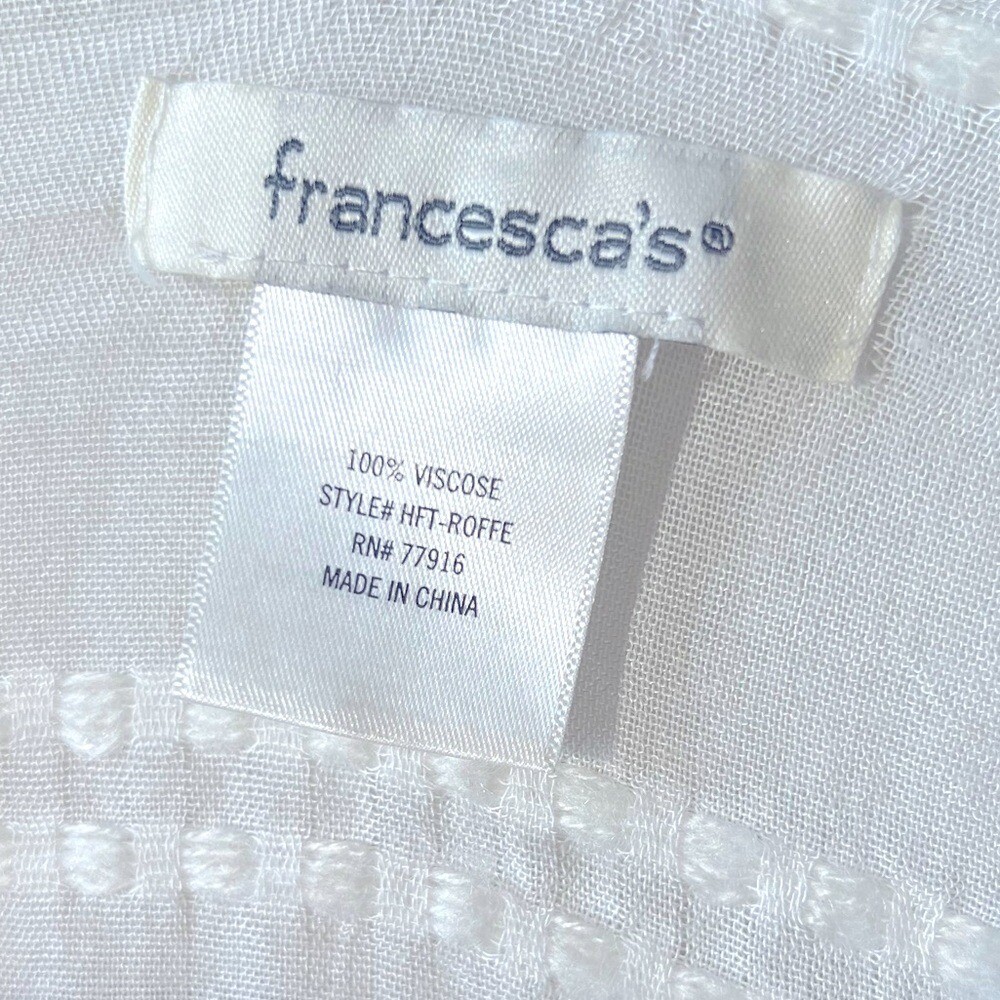 francesca's®
100% VISCOSE
STYLE# HFT-ROFFE
RN# 77916
MADE IN CHINA